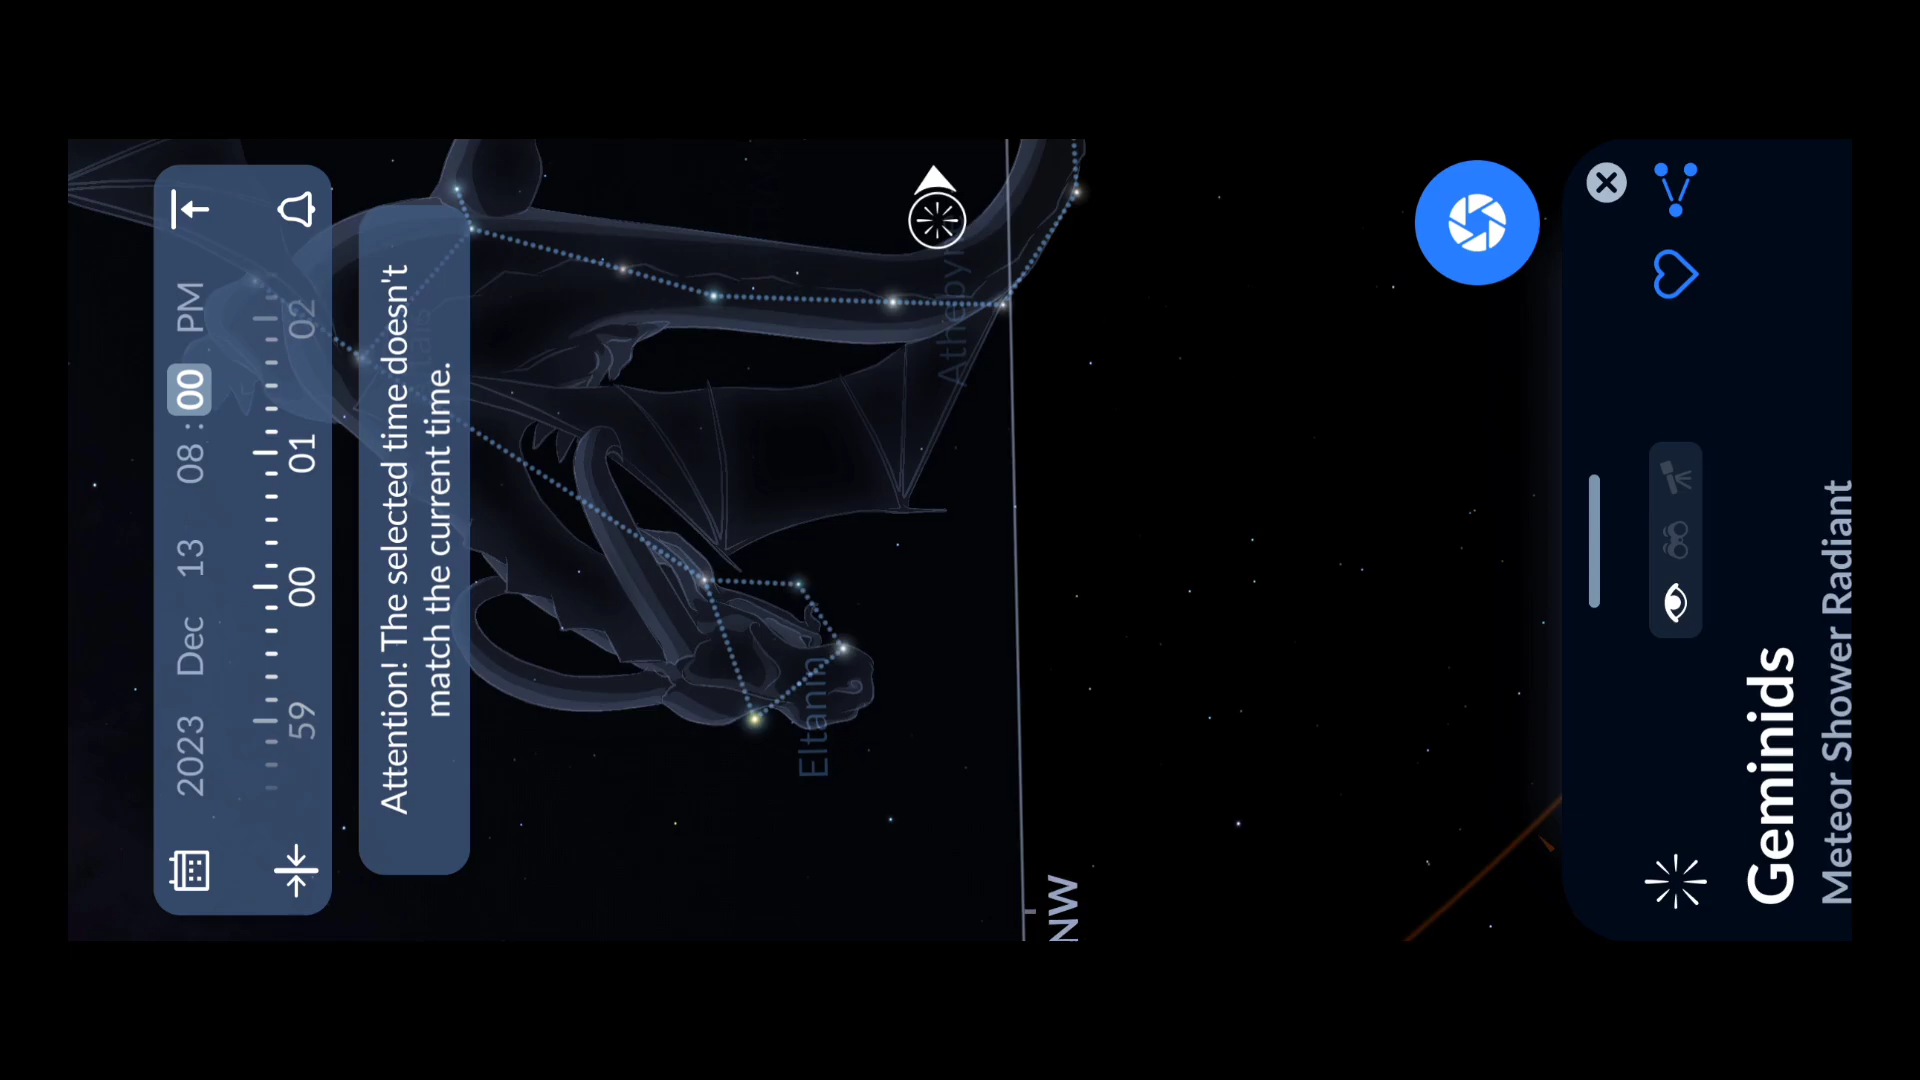 2023 Dec 13 08:00 PM
59 00 01 02
Attention! The selected time doesn't
match the current time.
Eltanin
NW
Geminids
Meteor Shower Radiant